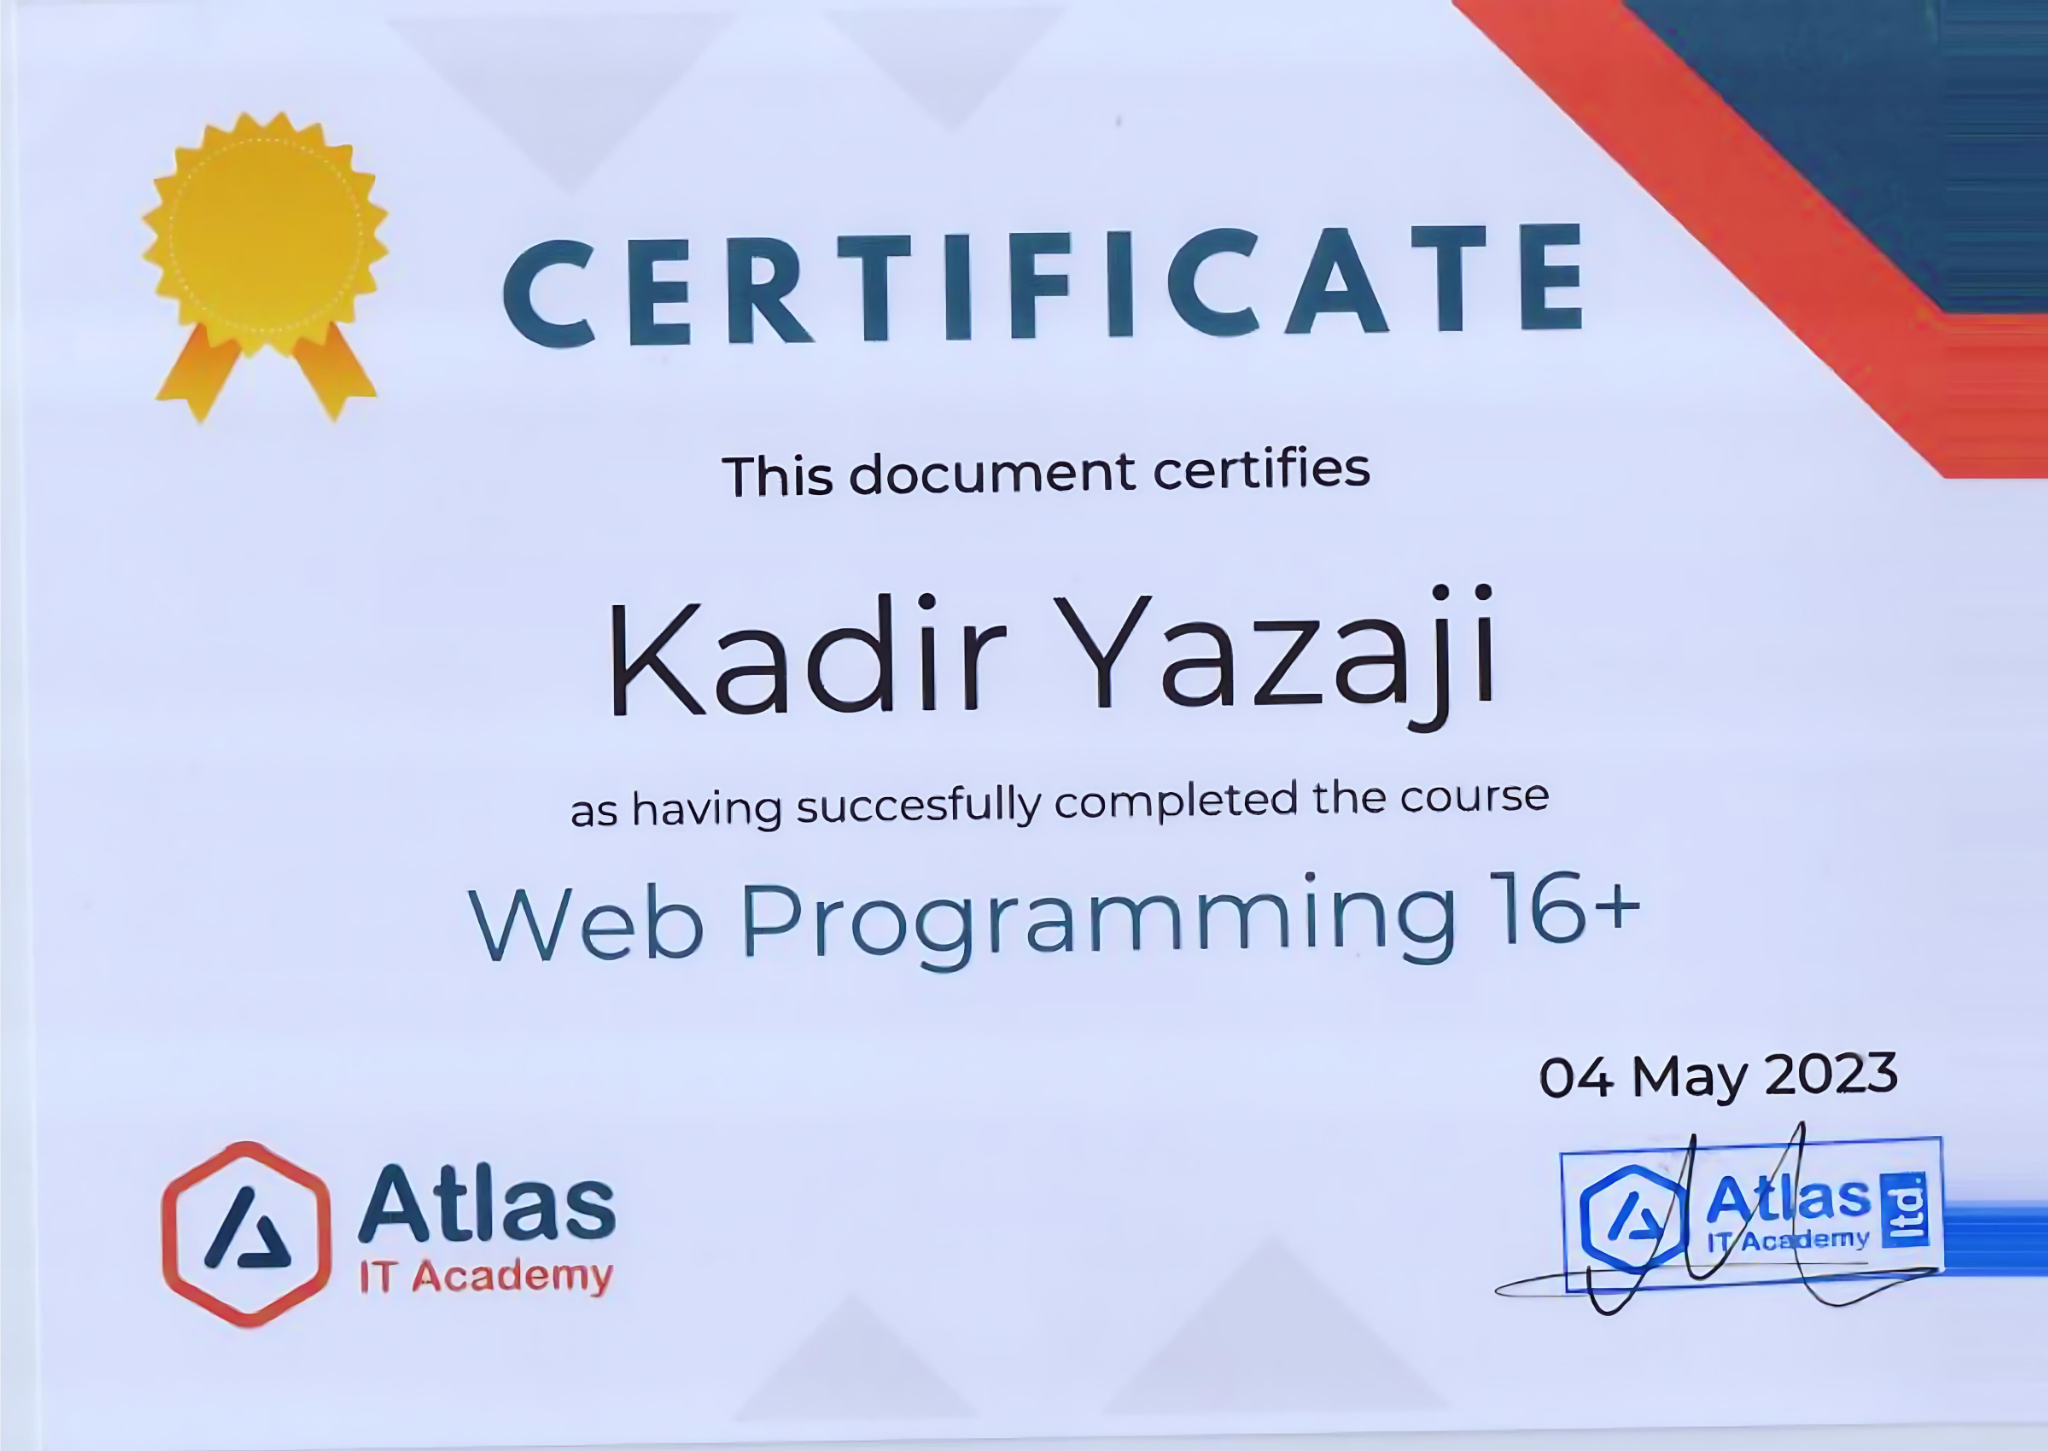 CERTIFICATE
This document certifies
Kadir Yazaji
as having succesfully completed the course
Web Programming 16+
04 May 2023
Atlas
IT Academy
Atlas ltd.
IT Academy